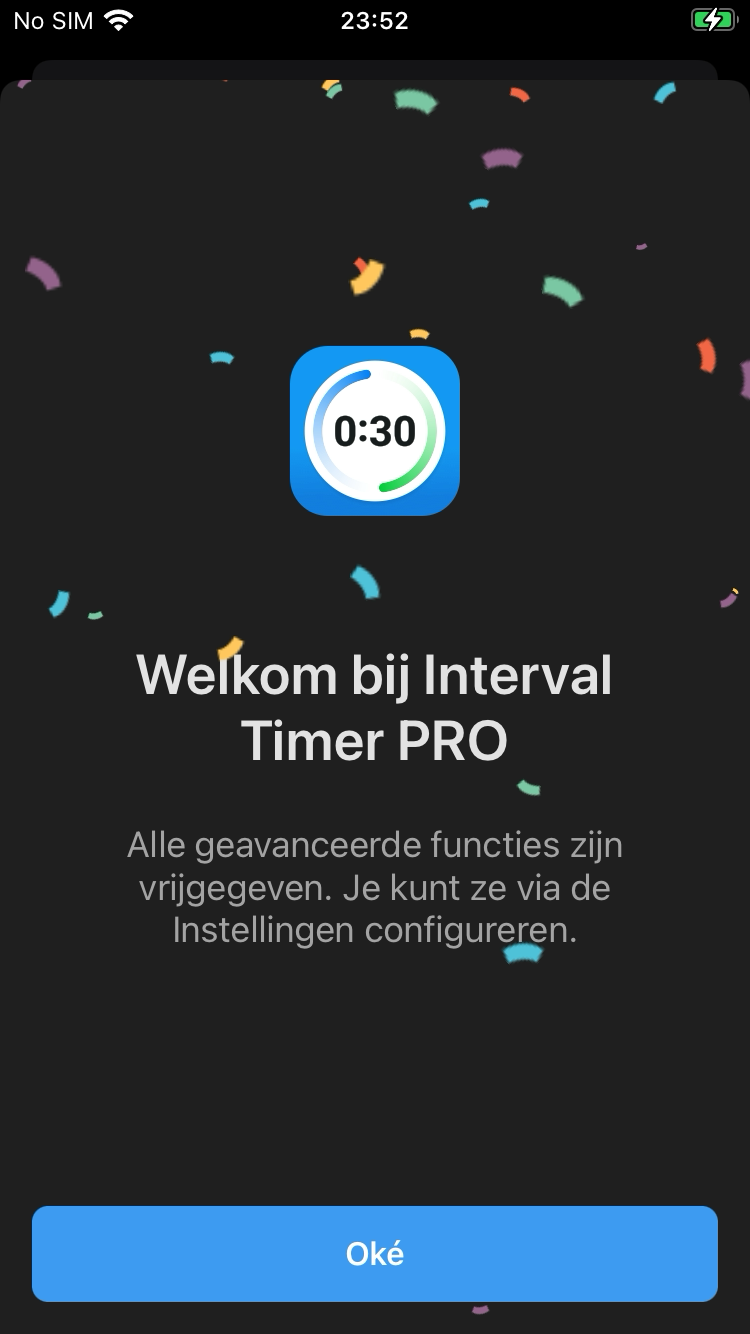 No SIM 23:52
0:30
Welkom bij Interval
Timer PRO
Alle geavanceerde functies zijn
vrijgegeven. Je kunt ze via de
Instellingen configureren.
Oké